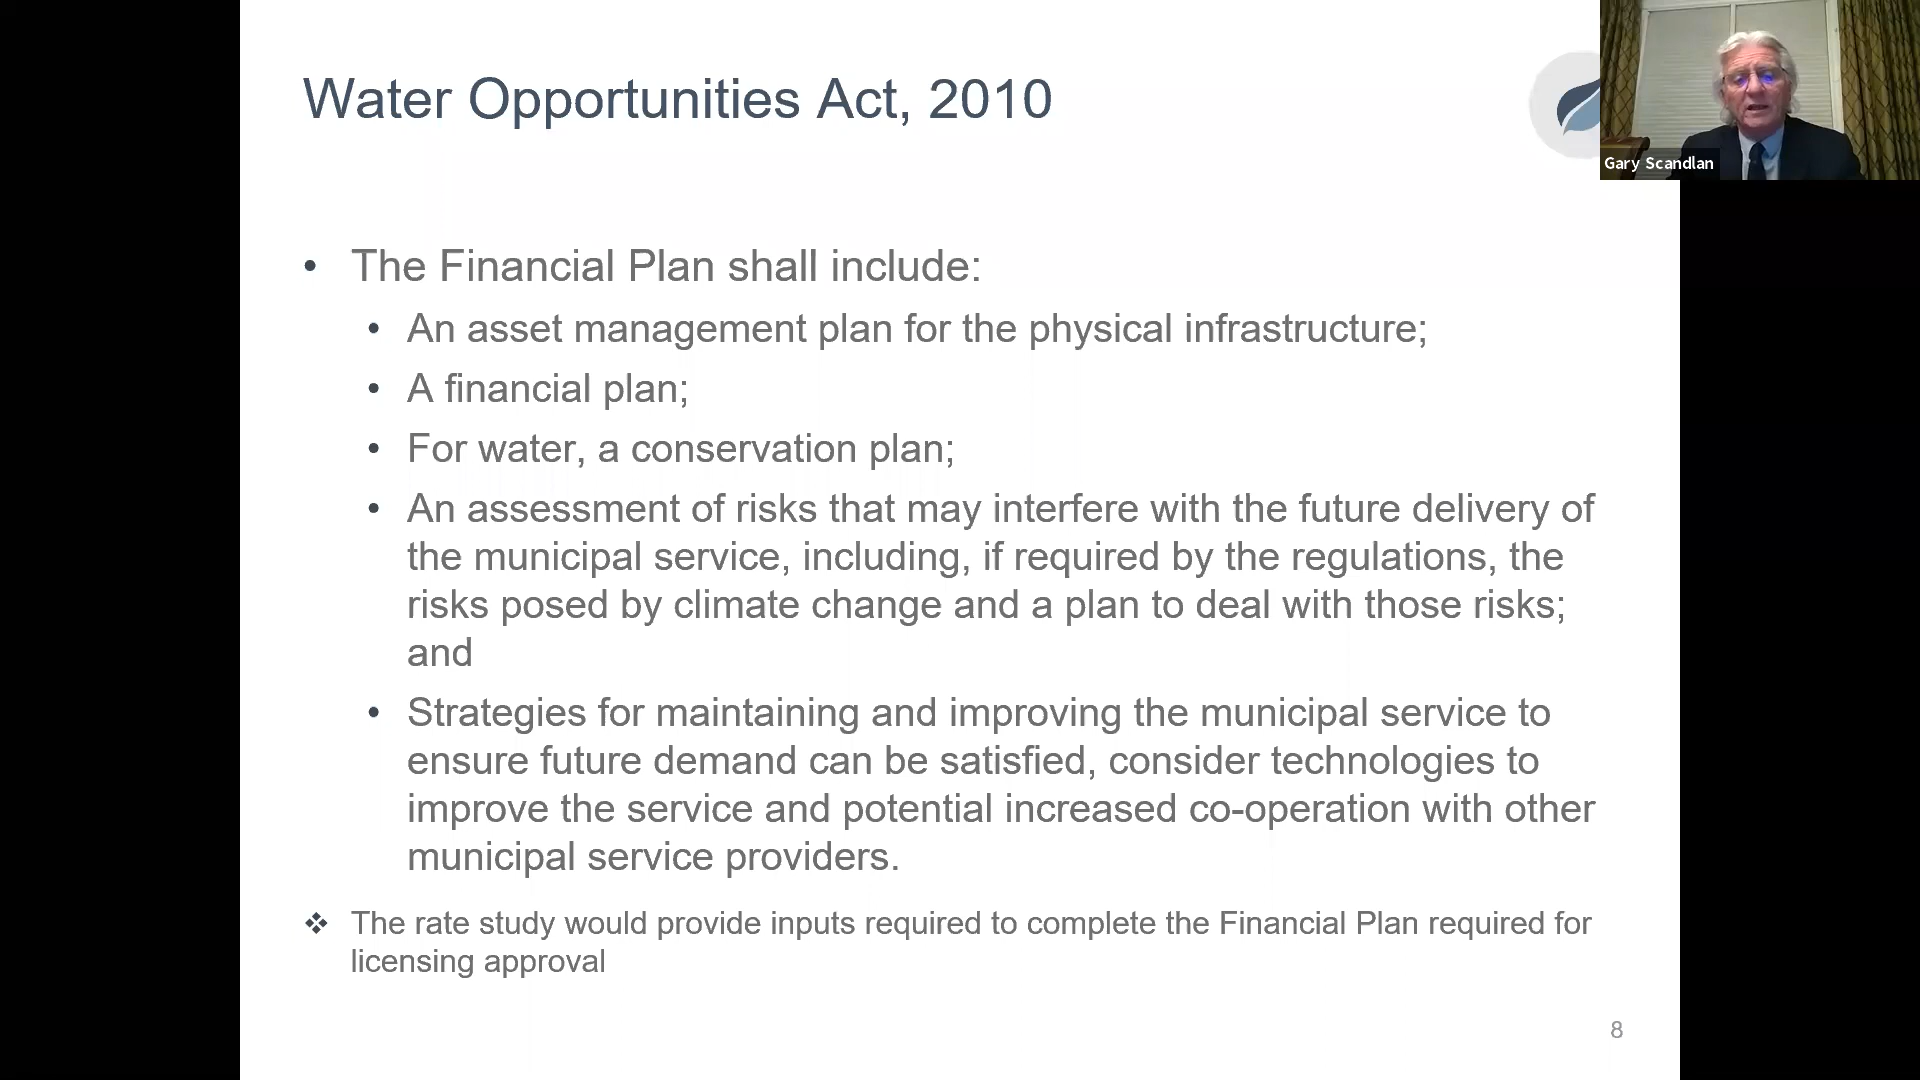 Water Opportunities Act, 2010
Gary Scandlan
• The Financial Plan shall include:
• An asset management plan for the physical infrastructure;
• A financial plan;
• For water, a conservation plan;
• An assessment of risks that may interfere with the future delivery of
the municipal service, including, if required by the regulations, the
risks posed by climate change and a plan to deal with those risks;
and
• Strategies for maintaining and improving the municipal service to
ensure future demand can be satisfied, consider technologies to
improve the service and potential increased co-operation with other
municipal service providers.
❖ The rate study would provide inputs required to complete the Financial Plan required for
licensing approval
8